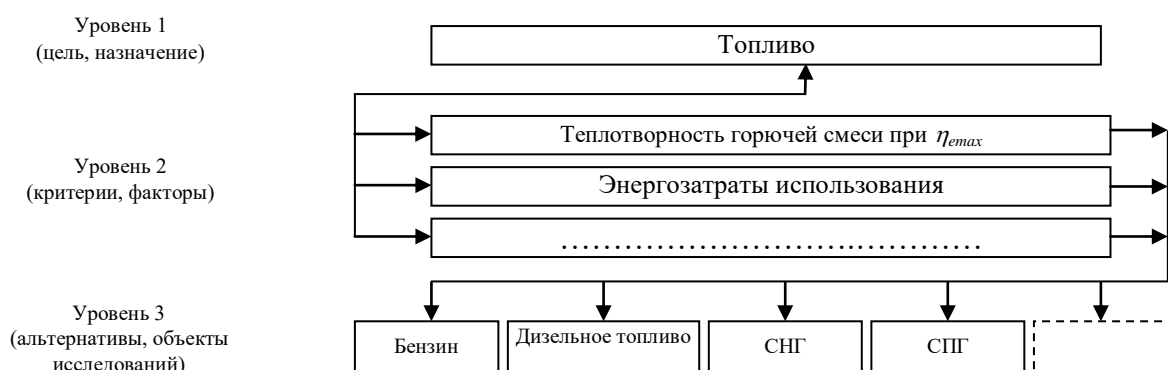 Уровень 1
(цель, назначение)
Топливо
Теплотворность горючей смеси при ηemax
Уровень 2
(критерии, факторы)
Энергозатраты использования
…………………………..…………
Уровень 3
(альтернативы, объекты
исследований)
Бензин
Дизельное топливо
СНГ
СПГ